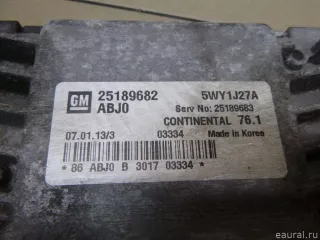 GM 25189682 5WY1J27A
ABJ0 Serv No: 25189683
CONTINENTAL 76.1
07.01.13/3 03334 Made in Korea
* 86 ABJ0 B 3017 03334 *
© eaural.ru